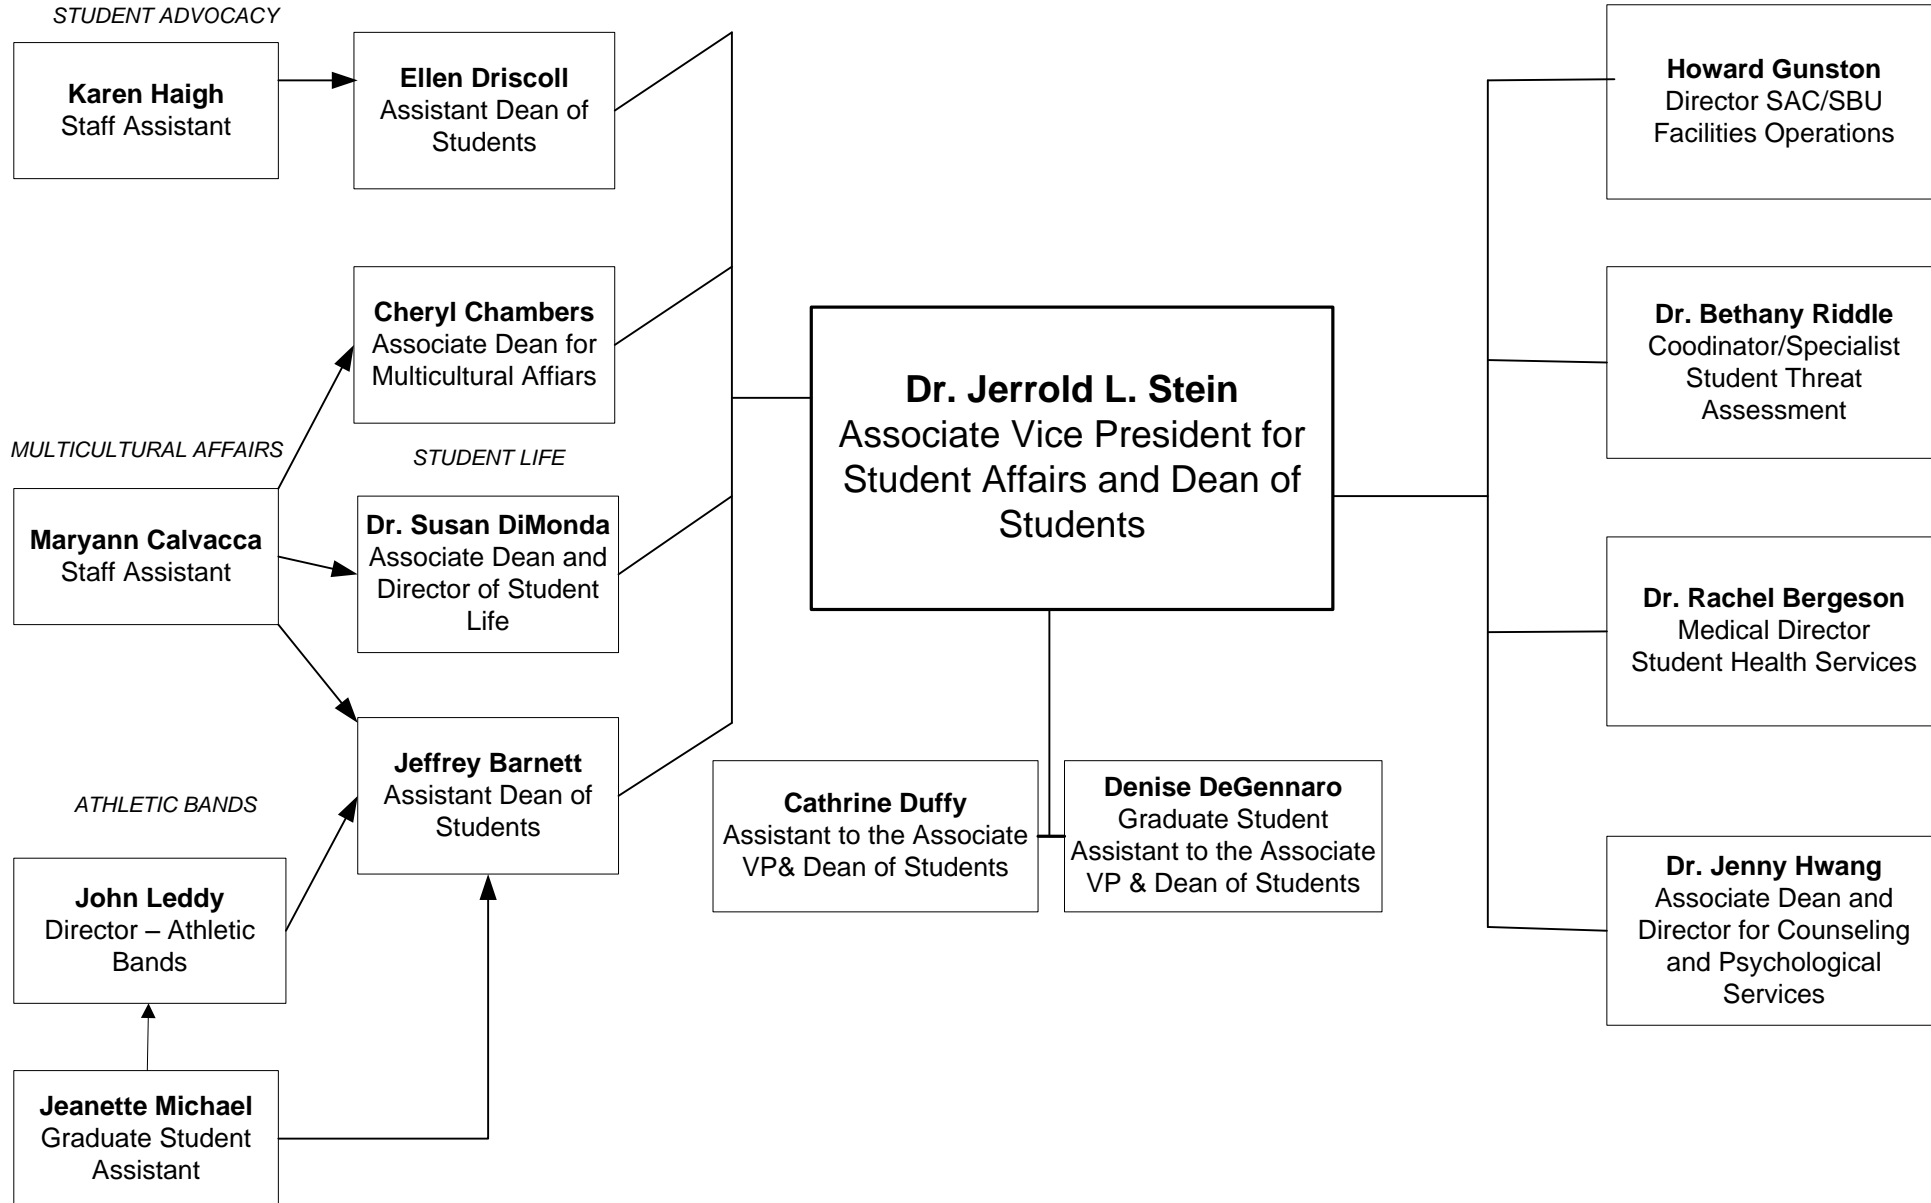 STUDENT ADVOCACY
Karen Haigh
Staff Assistant
Ellen Driscoll
Assistant Dean of
Students
Cheryl Chambers
Associate Dean for
Multicultural Affiars
MULTICULTURAL AFFAIRS
STUDENT LIFE
Maryann Calvacca
Staff Assistant
Dr. Susan DiMonda
Associate Dean and
Director of Student
Life
Jeffrey Barnett
Assistant Dean of
Students
ATHLETIC BANDS
John Leddy
Director – Athletic
Bands
Jeanette Michael
Graduate Student
Assistant
Dr. Jerrold L. Stein
Associate Vice President for
Student Affairs and Dean of
Students
Cathrine Duffy
Assistant to the Associate
VP& Dean of Students
Denise DeGennaro
Graduate Student
Assistant to the Associate
VP & Dean of Students
Howard Gunston
Director SAC/SBU
Facilities Operations
Dr. Bethany Riddle
Coodinator/Specialist
Student Threat
Assessment
Dr. Rachel Bergeson
Medical Director
Student Health Services
Dr. Jenny Hwang
Associate Dean and
Director for Counseling
and Psychological
Services